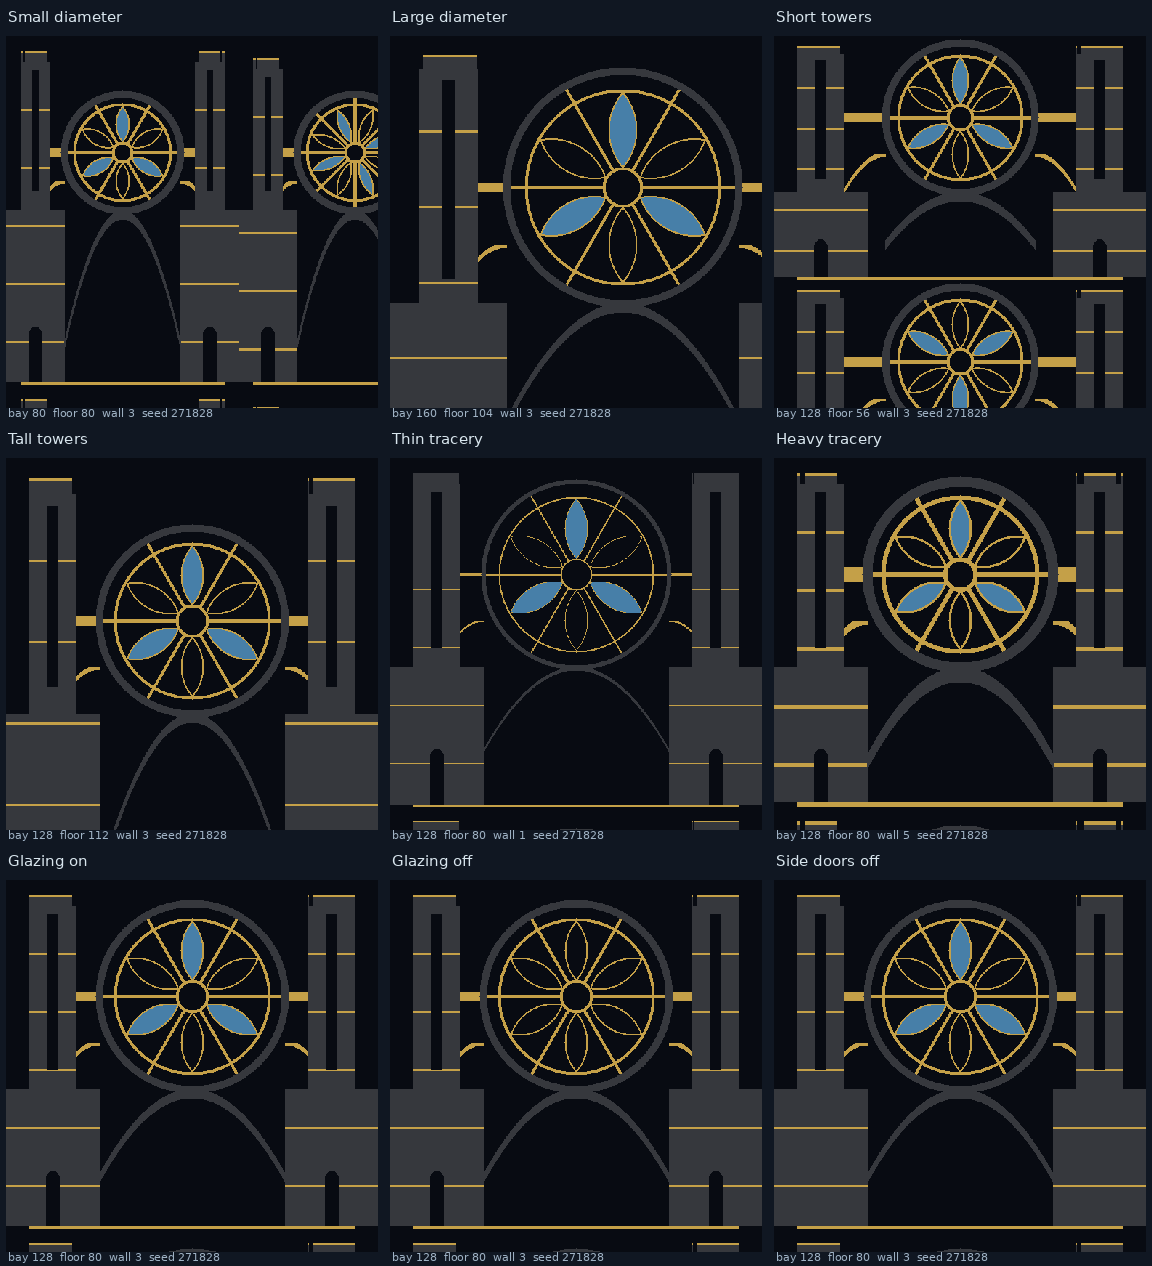 Small diameter
Large diameter
Short towers
bay 80  floor 80  wall 3  seed 271828
bay 160  floor 104  wall 3  seed 271828
bay 128  floor 56  wall 3  seed 271828
Tall towers
Thin tracery
Heavy tracery
bay 128  floor 112  wall 3  seed 271828
bay 128  floor 80  wall 1  seed 271828
bay 128  floor 80  wall 5  seed 271828
Glazing on
Glazing off
Side doors off
bay 128  floor 80  wall 3  seed 271828
bay 128  floor 80  wall 3  seed 271828
bay 128  floor 80  wall 3  seed 271828